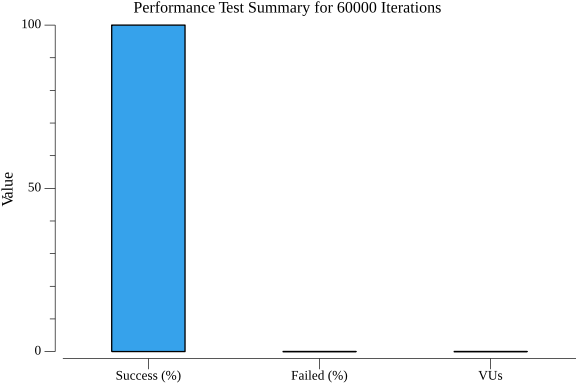 Performance Test Summary for 60000 Iterations
100
50
0
Value
Success (%)
Failed (%)
VUs